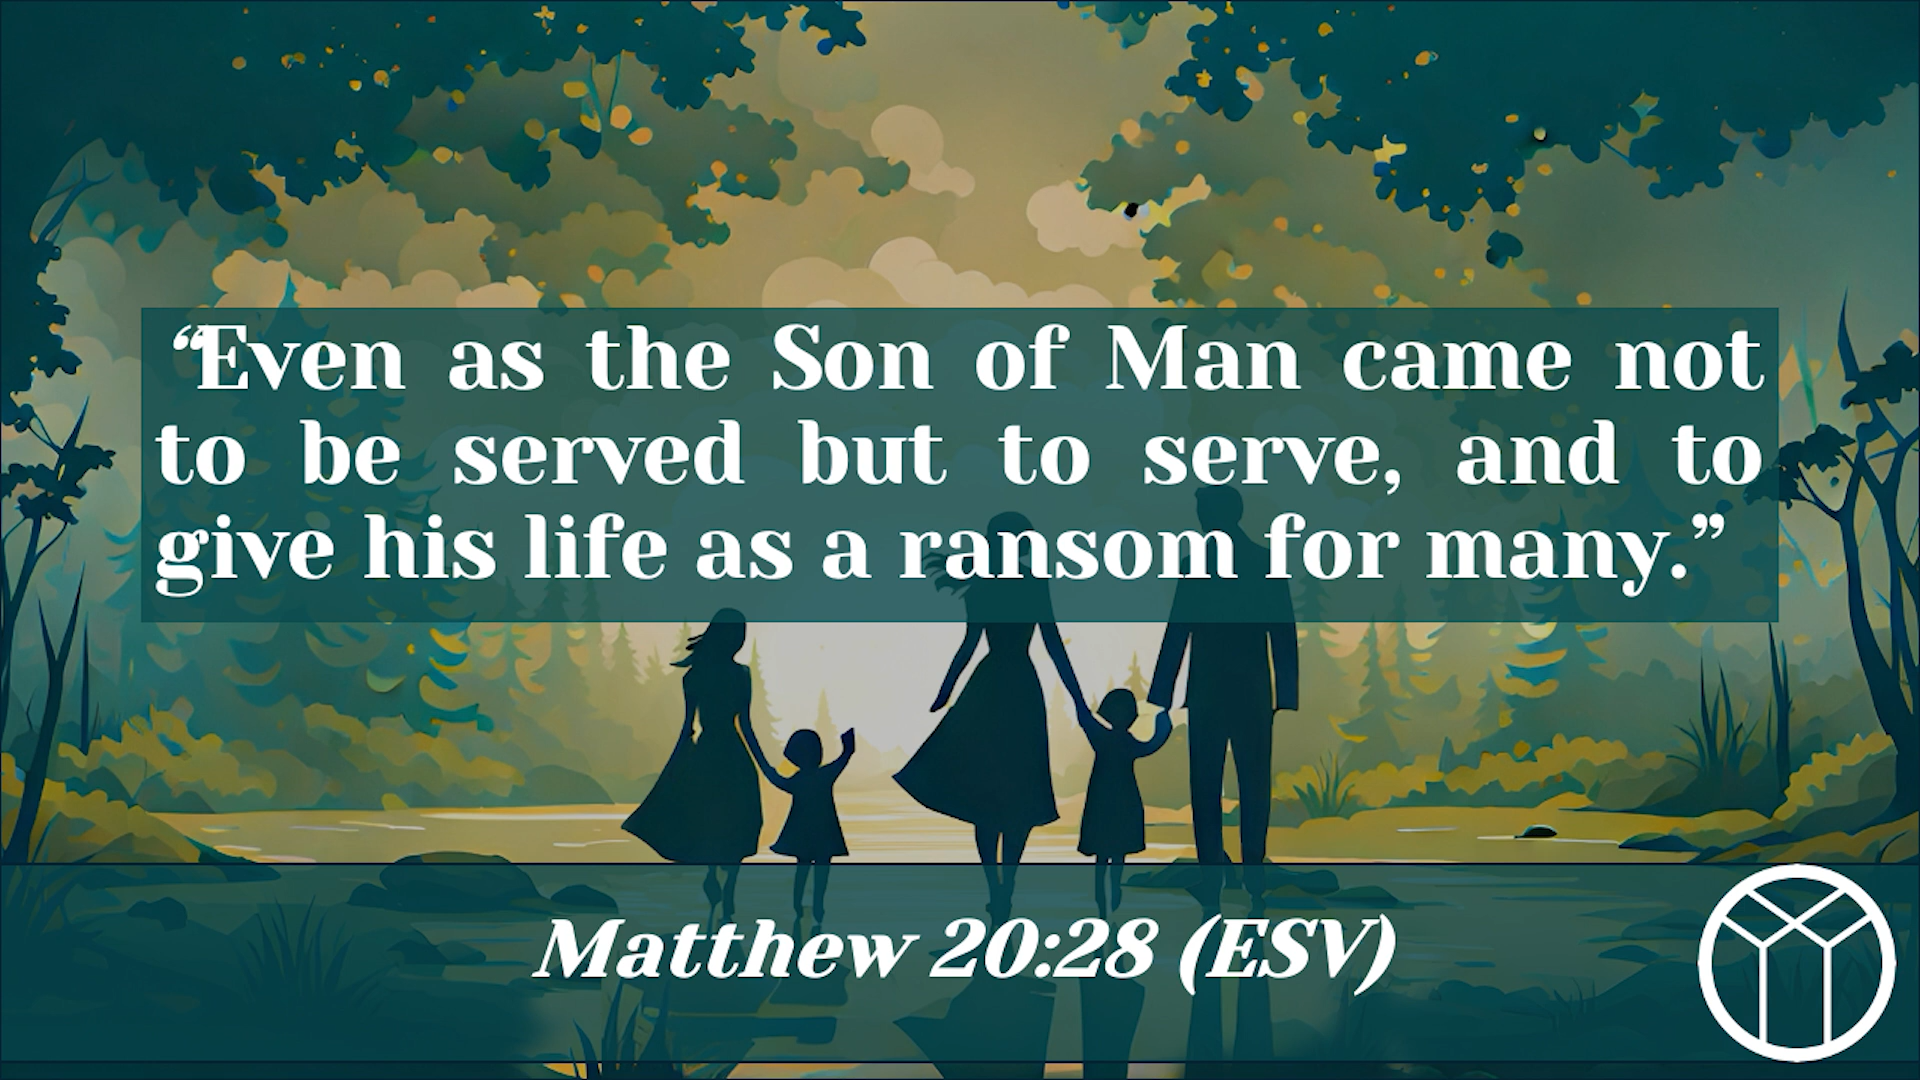 “Even as the Son of Man came not
to be served but to serve, and to
give his life as a ransom for many.”
Matthew 20:28 (ESV)